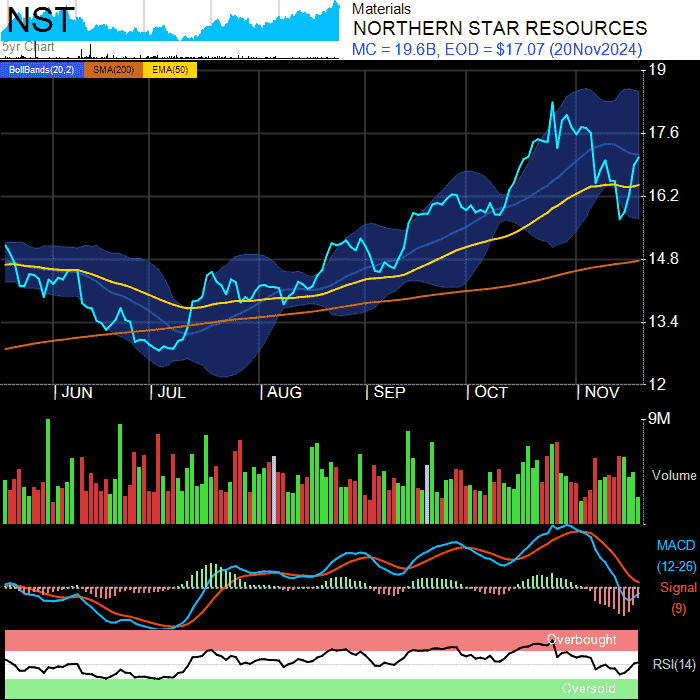 NST
5yr Chart
Materials
NORTHERN STAR RESOURCES
MC = 19.6B, EOD = $17.07 (20Nov2024)
BollBands(20,2) SMA(200) EMA(50)
19
17.6
16.2
14.8
13.4
12
JUN JUL AUG SEP OCT NOV
9M
Volume
MACD
(12-26)
Signal
(9)
Overbought
RSI(14)
Oversold